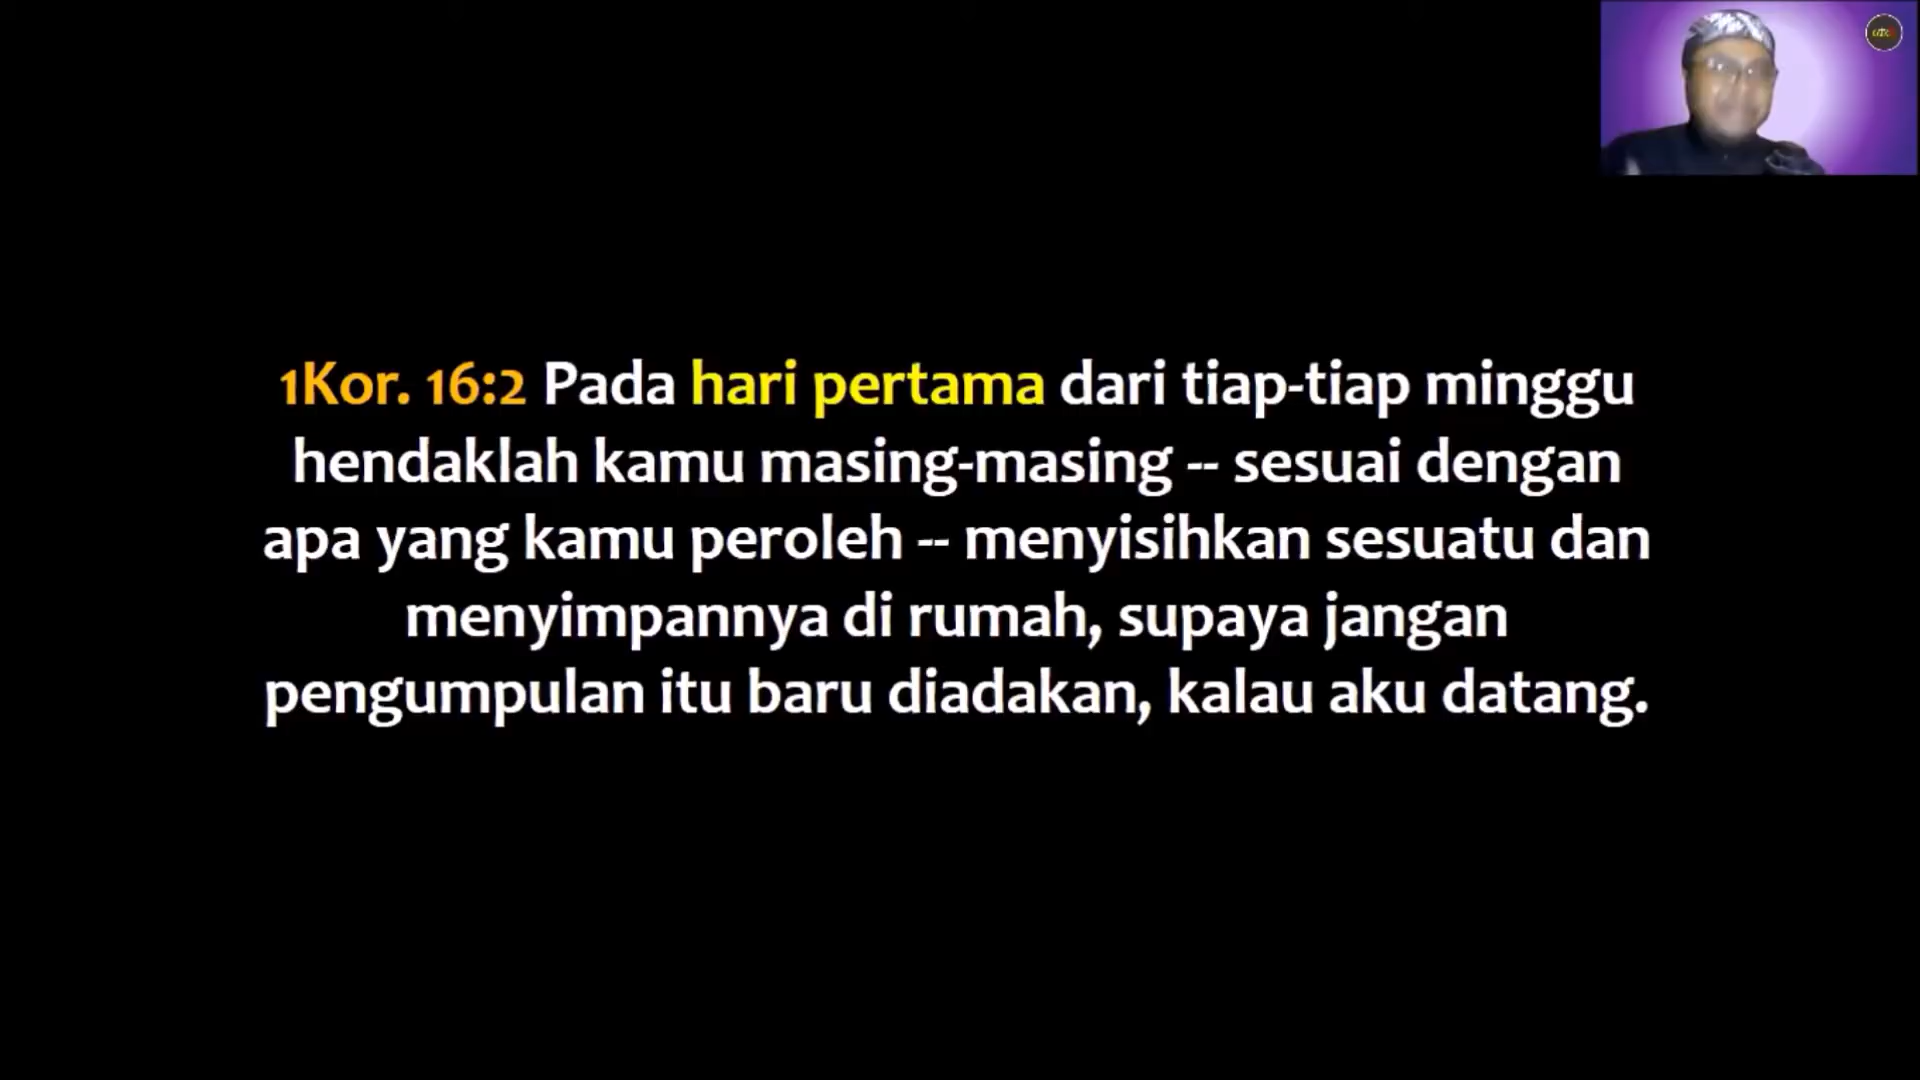 1Kor. 16:2 Pada hari pertama dari tiap-tiap minggu
hendaklah kamu masing-masing -- sesuai dengan
apa yang kamu peroleh -- menyisihkan sesuatu dan
menyimpannya di rumah, supaya jangan
pengumpulan itu baru diadakan, kalau aku datang.